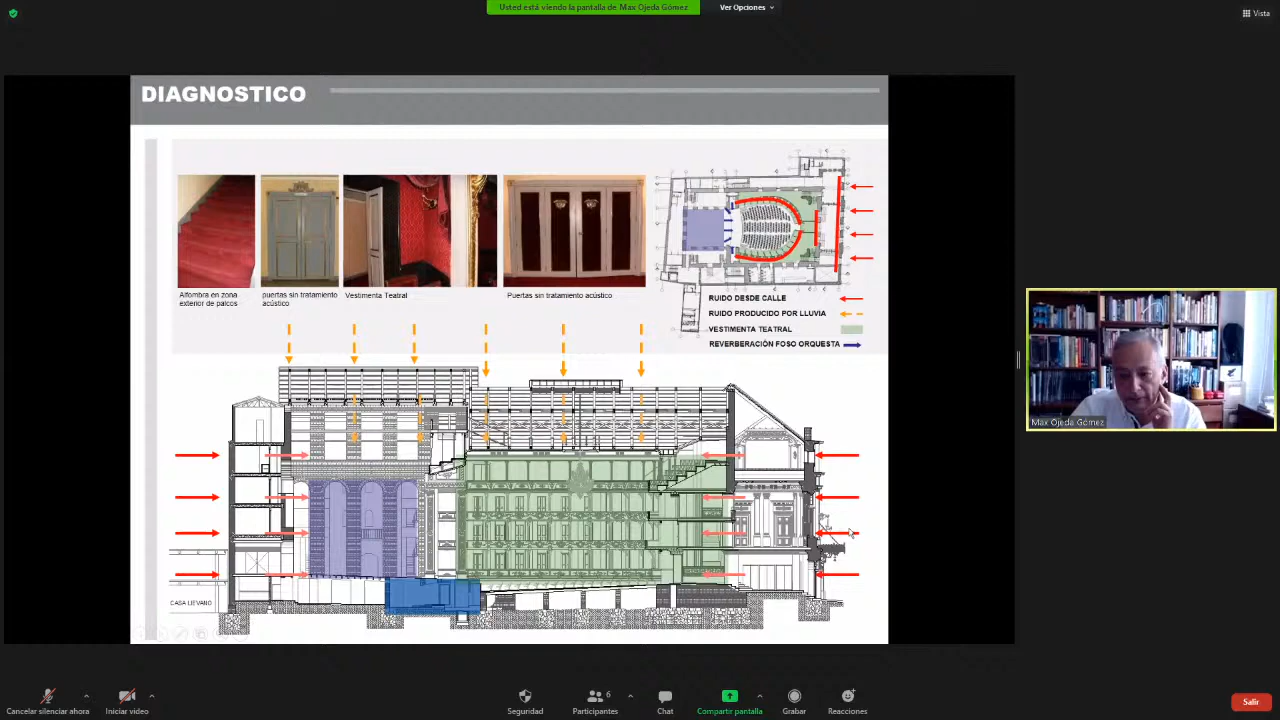 Usted está viendo la pantalla de Max Ojeda Gómez
Ver Opciones
Vista
DIAGNOSTICO
Alfombra en zona
exterior de palcos
puertas sin tratamiento
acústico
Vestimenta Teatral
Puertas sin tratamiento acústico
RUIDO DESDE CALLE
RUIDO PRODUCIDO POR LLUVIA
VESTIMENTA TEATRAL
REVERBERACIÓN FOSO ORQUESTA
CASA LIEVANO
Max Ojeda Gómez
Cancelar silenciar ahora
Iniciar video
Seguridad
6
Participantes
Chat
Compartir pantalla
Grabar
Reacciones
Salir